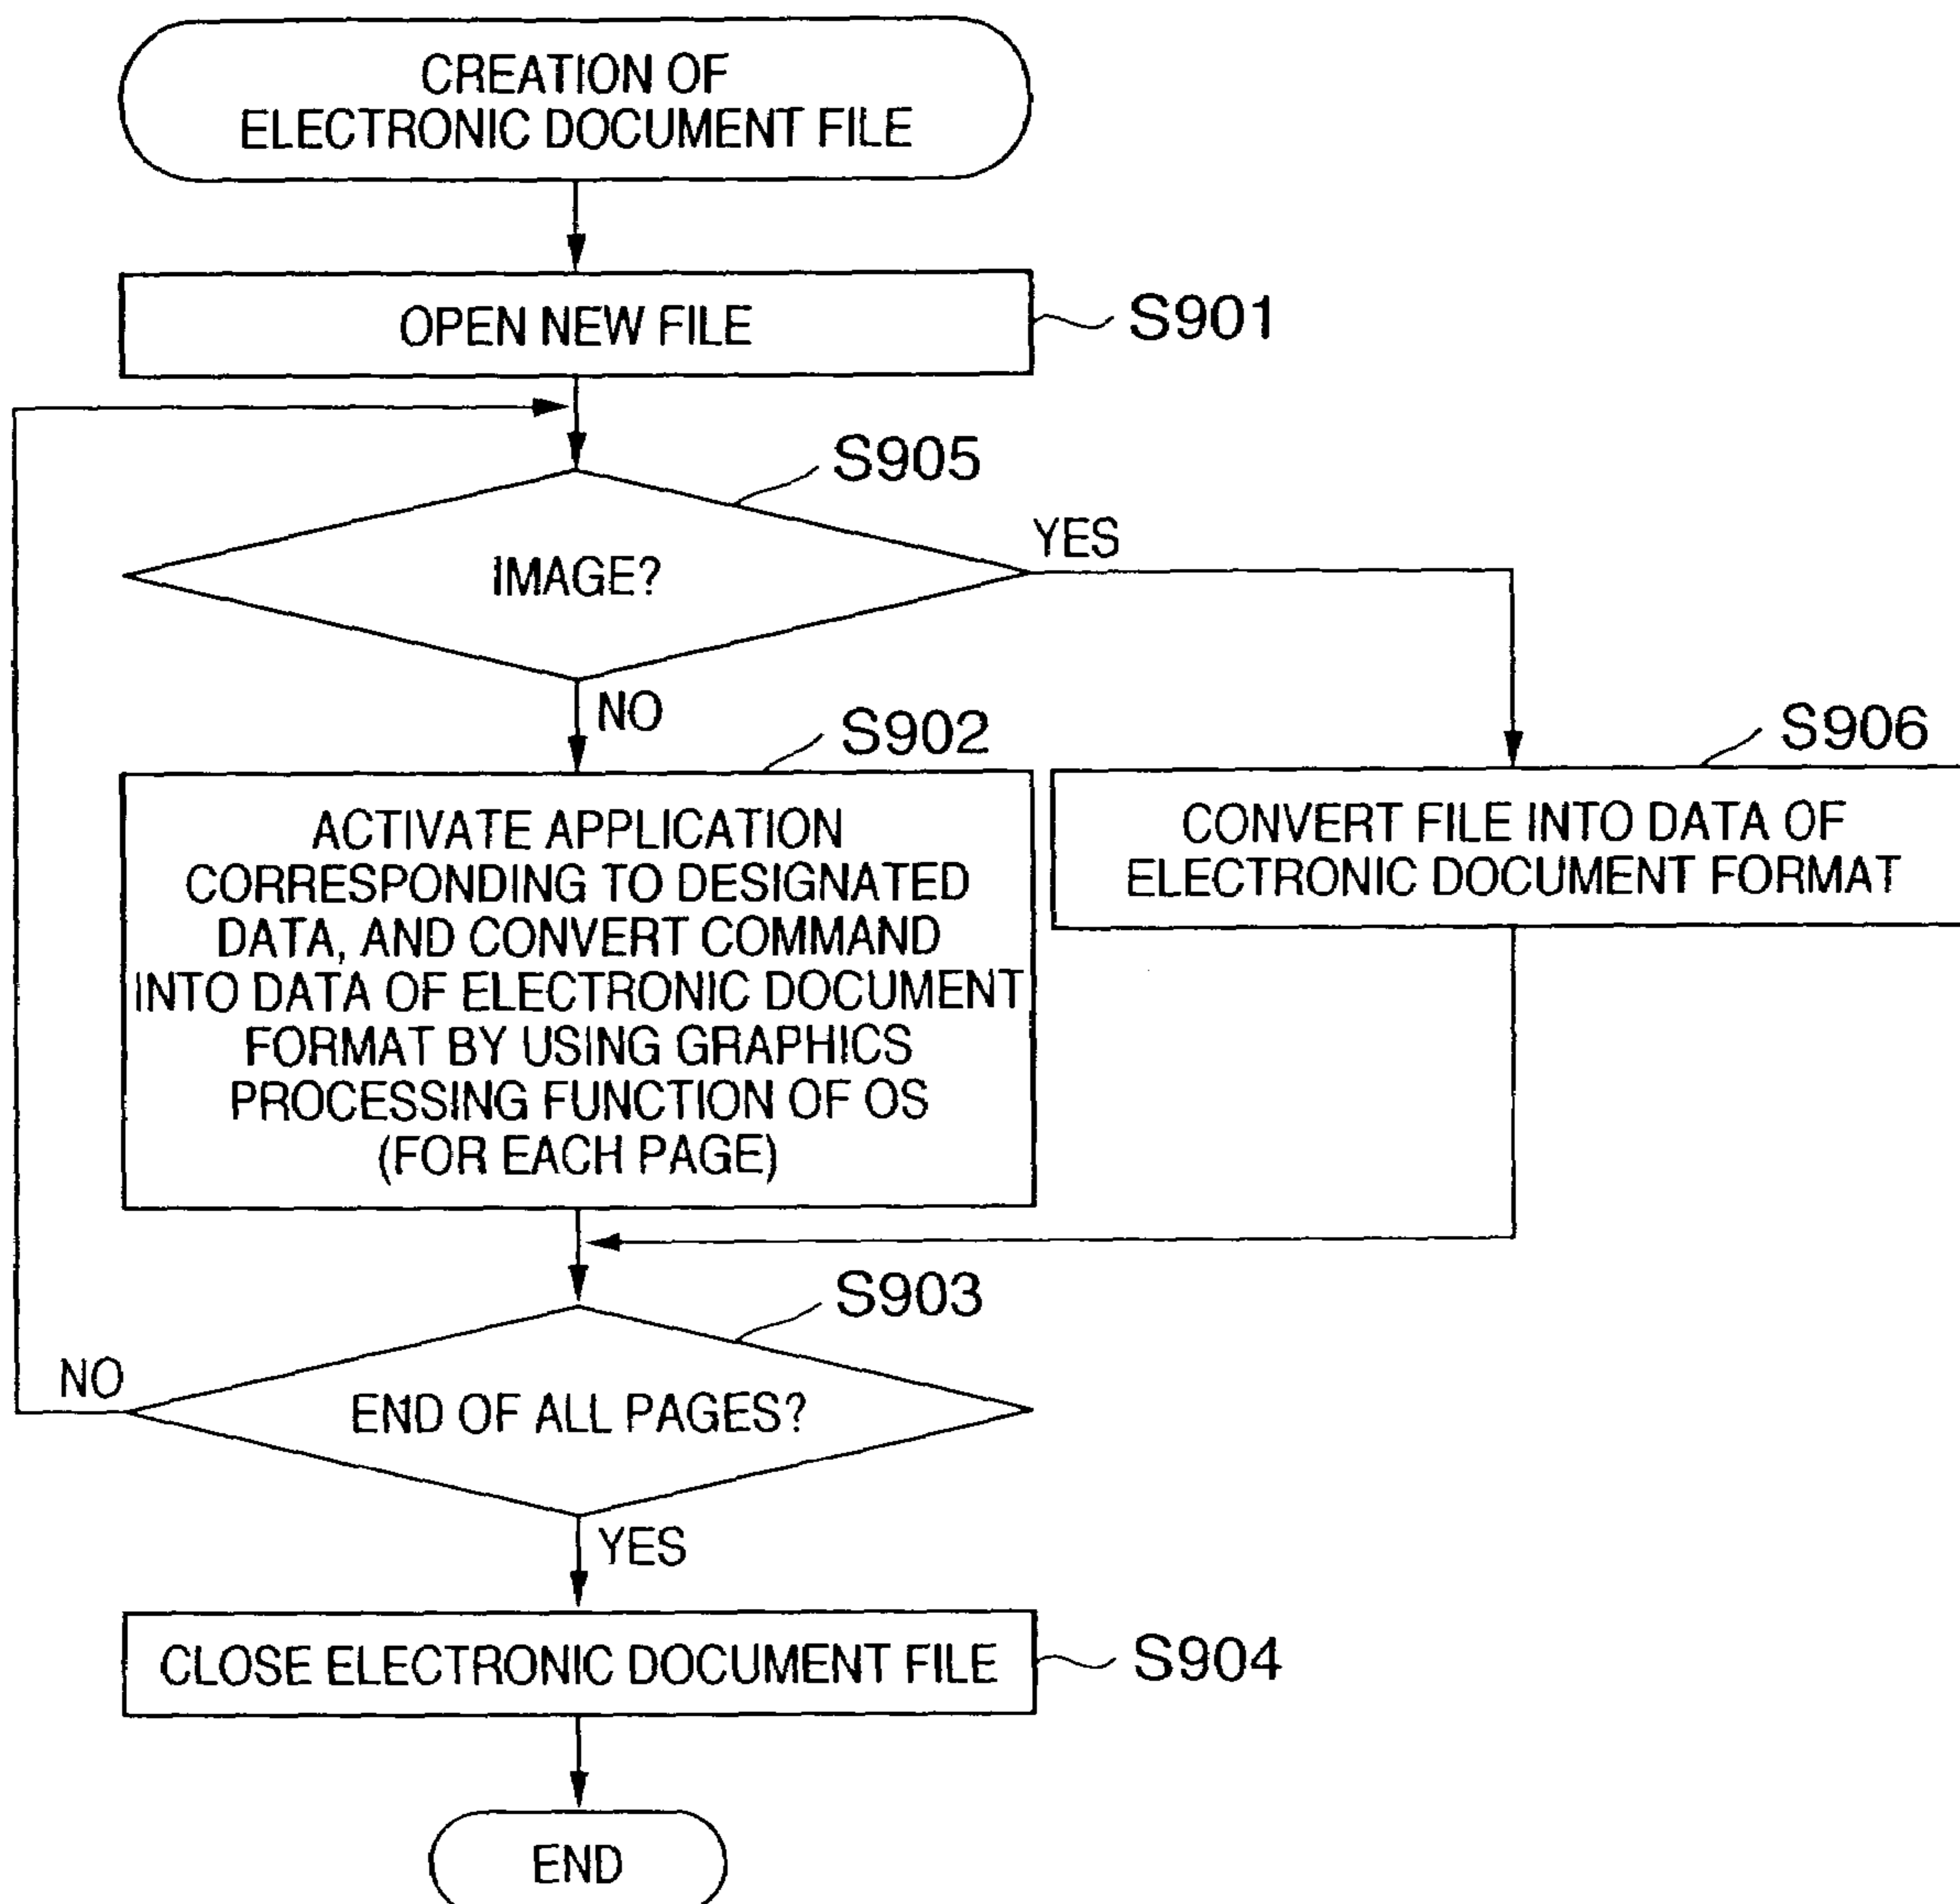 CREATION OF
ELECTRONIC DOCUMENT FILE
OPEN NEW FILE
S901
S905
IMAGE?
YES
NO
S902
ACTIVATE APPLICATION
CORRESPONDING TO DESIGNATED
DATA, AND CONVERT COMMAND
INTO DATA OF ELECTRONIC DOCUMENT
FORMAT BY USING GRAPHICS
PROCESSING FUNCTION OF OS
(FOR EACH PAGE)
S906
CONVERT FILE INTO DATA OF
ELECTRONIC DOCUMENT FORMAT
S903
NO
END OF ALL PAGES?
YES
CLOSE ELECTRONIC DOCUMENT FILE
S904
END